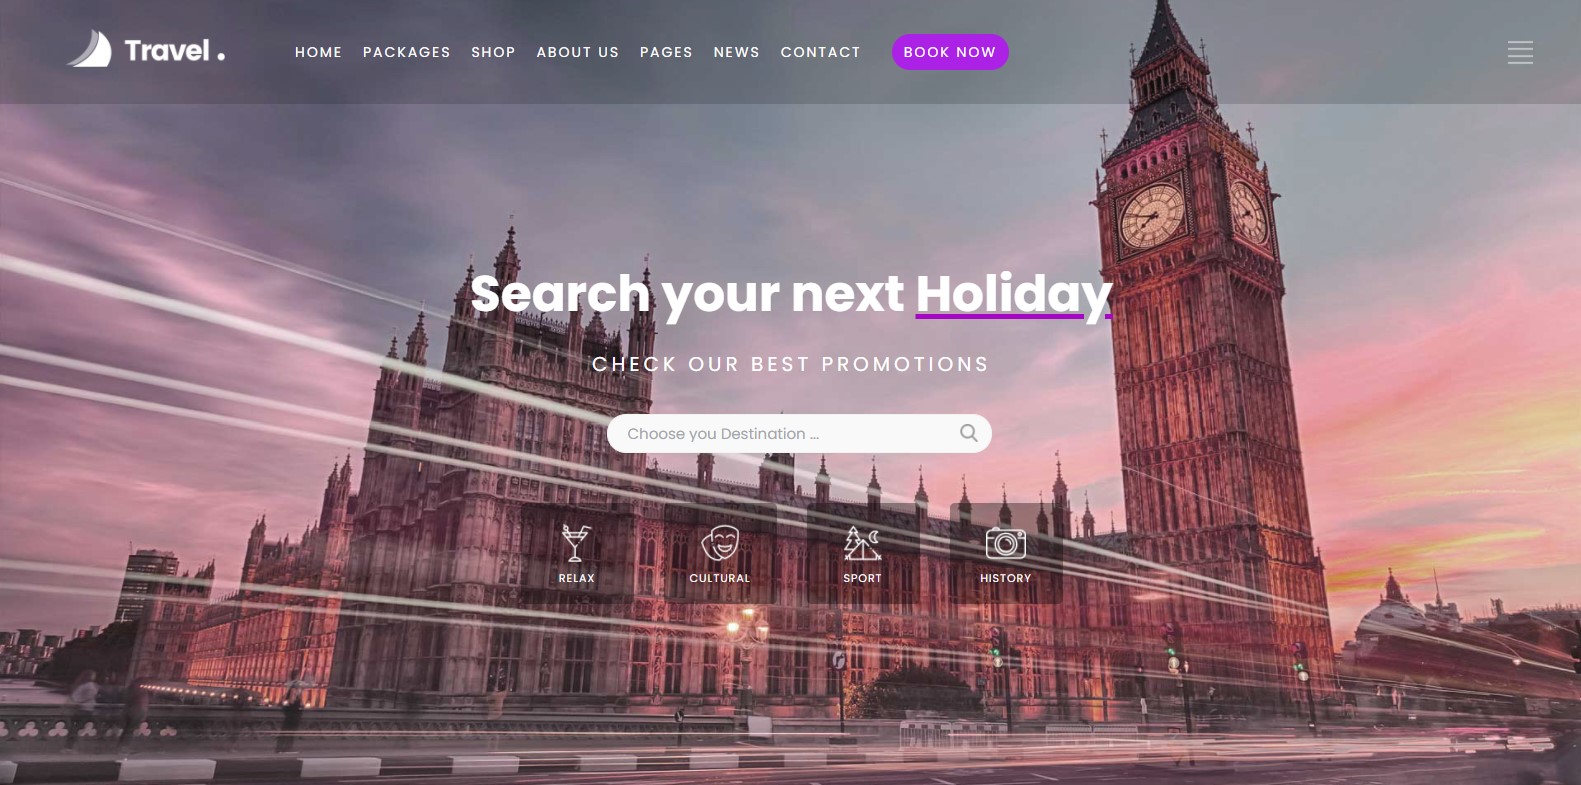 Travel .
HOME PACKAGES SHOP ABOUT US PAGES NEWS CONTACT BOOK NOW
Search your next Holiday
CHECK OUR BEST PROMOTIONS
Choose you Destination ...
RELAX CULTURAL SPORT HISTORY